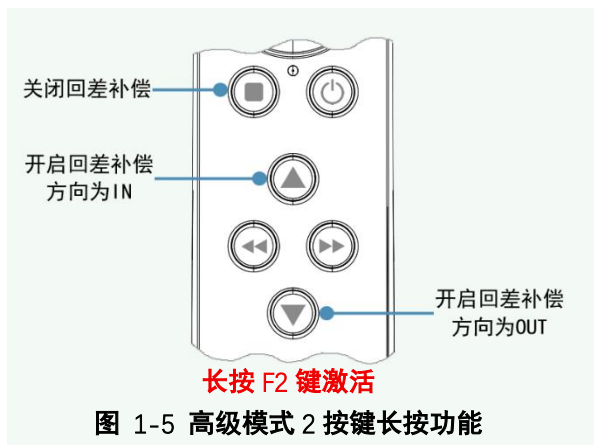 关闭回差补偿
开启回差补偿
方向为IN
开启回差补偿
方向为OUT
长按 F2 键激活
图 1-5 高级模式 2 按键长按功能